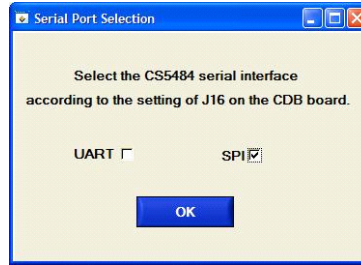 Serial Port Selection
Select the CS5484 serial interface
according to the setting of J16 on the CDB board.
UART SPI
OK